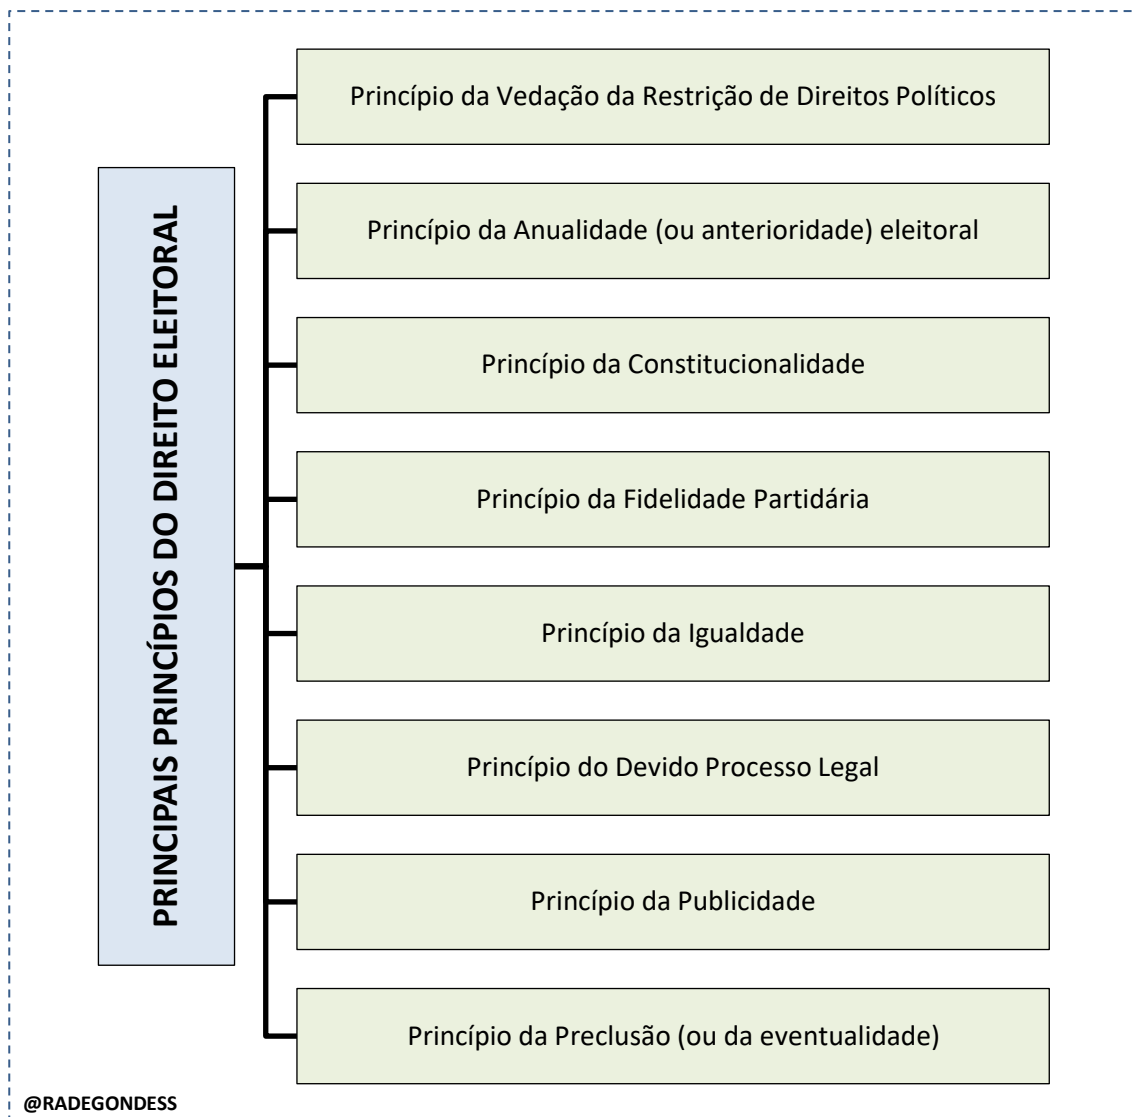 PRINCIPAIS PRINCÍPIOS DO DIREITO ELEITORAL
Princípio da Vedação da Restrição de Direitos Políticos
Princípio da Anualidade (ou anterioridade) eleitoral
Princípio da Constitucionalidade
Princípio da Fidelidade Partidária
Princípio da Igualdade
Princípio do Devido Processo Legal
Princípio da Publicidade
Princípio da Preclusão (ou da eventualidade)
@RADEGONDESS